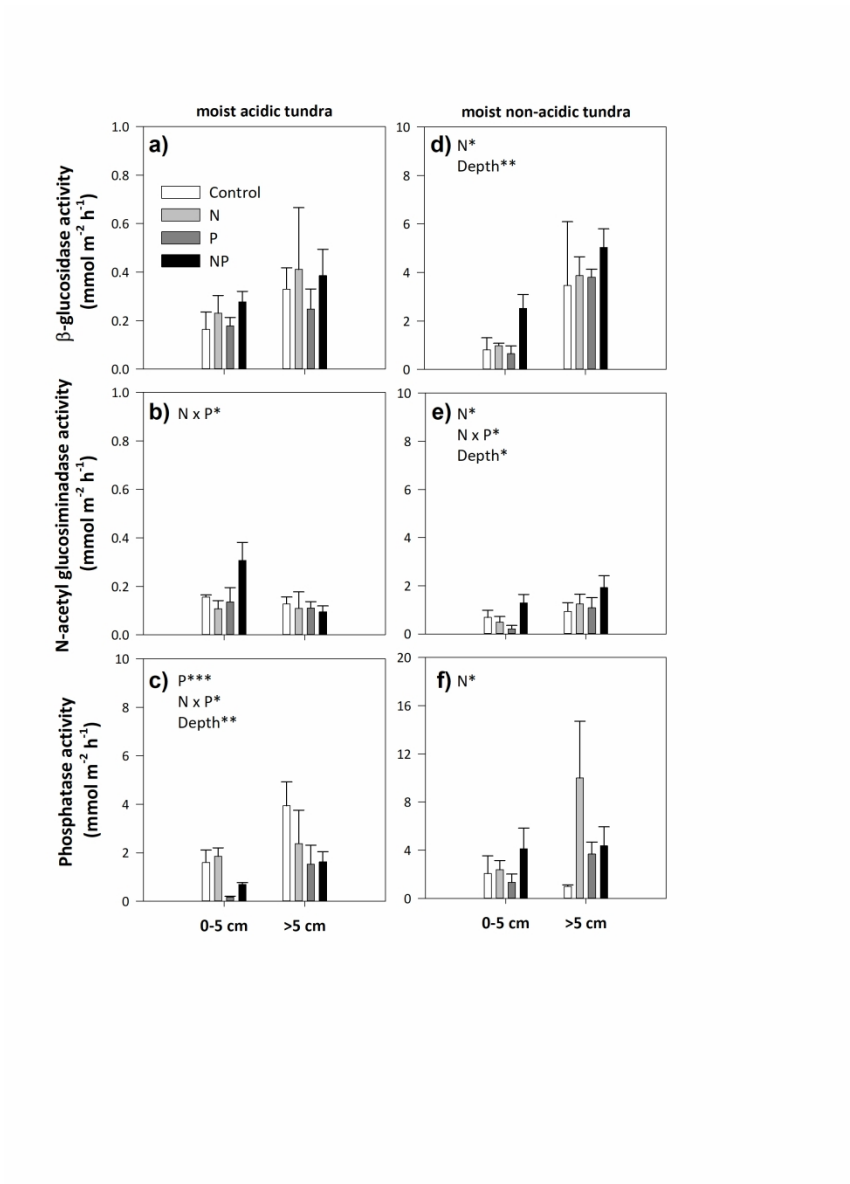 moist acidic tundra
moist non-acidic tundra
β-glucosidase activity
(mmol m⁻² h⁻¹)
1.0
0.8
0.6
0.4
0.2
0.0
a)
Control
N
P
NP
10
8
6
4
2
0
d) N*
Depth**
N-acetyl glucosiminadase activity
(mmol m⁻² h⁻¹)
1.0
0.8
0.6
0.4
0.2
0.0
b) N x P*
10
8
6
4
2
0
e) N*
N x P*
Depth*
Phosphatase activity
(mmol m⁻² h⁻¹)
10
8
6
4
2
0
c) P***
N x P*
Depth**
20
16
12
8
4
0
f) N*
0-5 cm >5 cm
0-5 cm >5 cm